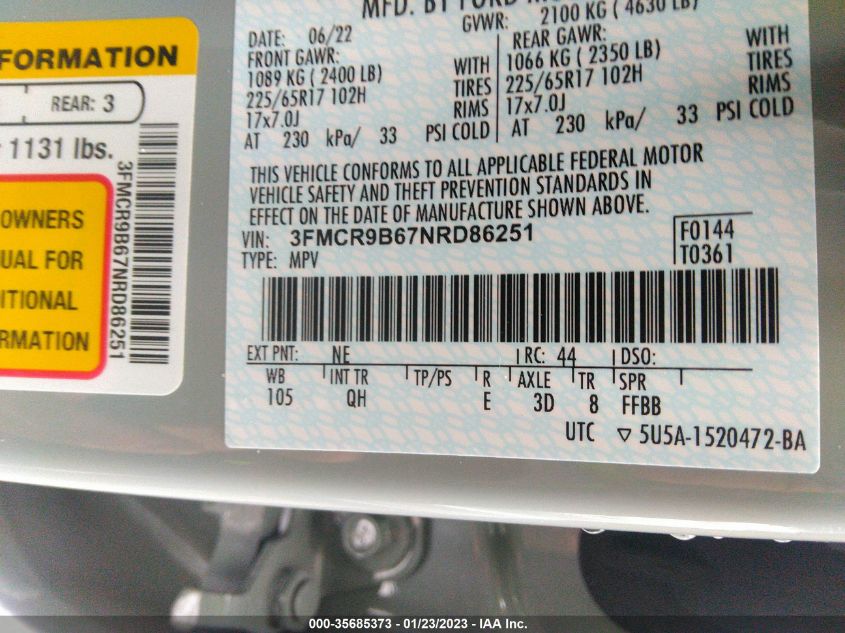 FORMATION
REAR: 3
1131 lbs.
OWNERS
UAL FOR
DITIONAL
RMATION
3FMCR9B67NRD86251
MFD. BY FORD
GVWR: 2100 KG ( 4630 LB)
DATE: 06/22
FRONT GAWR:
1089 KG ( 2400 LB) WITH
225/65R17 102H TIRES
17x7.0J RIMS
AT 230 kPa/ 33 PSI COLD
REAR GAWR: WITH
1066 KG ( 2350 LB) TIRES
225/65R17 102H RIMS
17x7.0J
AT 230 kPa/ 33 PSI COLD
THIS VEHICLE CONFORMS TO ALL APPLICABLE FEDERAL MOTOR
VEHICLE SAFETY AND THEFT PREVENTION STANDARDS IN
EFFECT ON THE DATE OF MANUFACTURE SHOWN ABOVE.
VIN: 3FMCR9B67NRD86251
TYPE: MPV
F0144
T0361
EXT PNT: NE RC: 44 DSO:
WB INT TR TP/PS R AXLE TR SPR
105 QH E 3D 8 FFBB
UTC ▽ 5U5A-1520472-BA
000-35685373 - 01/23/2023 - IAA Inc.